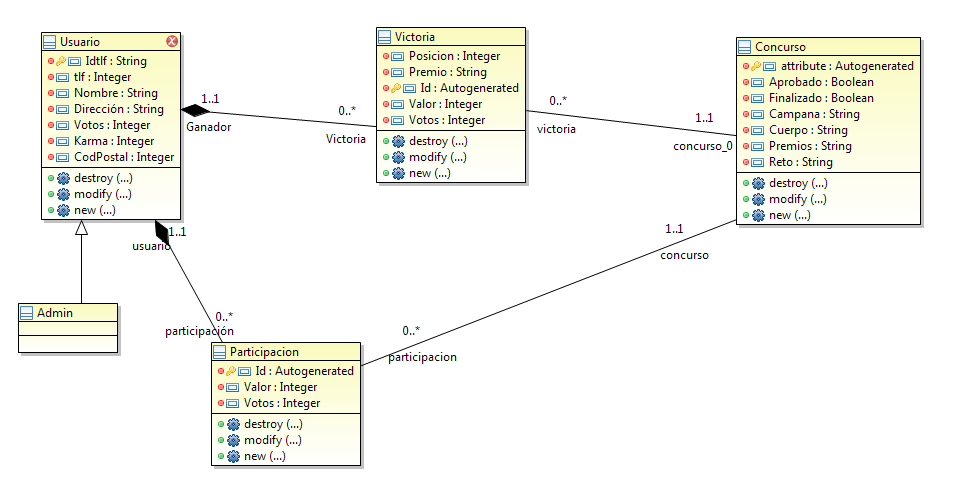 Usuario
Idtlf : String
tlf : Integer
Nombre : String
Dirección : String
Votos : Integer
Karma : Integer
CodPostal : Integer
destroy (...)
modify (...)
new (...)
Victoria
Posicion : Integer
Premio : String
Id : Autogenerated
Valor : Integer
Votos : Integer
destroy (...)
modify (...)
new (...)
Concurso
attribute : Autogenerated
Aprobado : Boolean
Finalizado : Boolean
Campana : String
Cuerpo : String
Premios : String
Reto : String
destroy (...)
modify (...)
new (...)
1..1
Ganador
0..*
Victoria
0..*
victoria
1..1
concurso_0
1..1
usuario
1..1
concurso
Admin
0..*
participación
0..*
participacion
Participacion
Id : Autogenerated
Valor : Integer
Votos : Integer
destroy (...)
modify (...)
new (...)